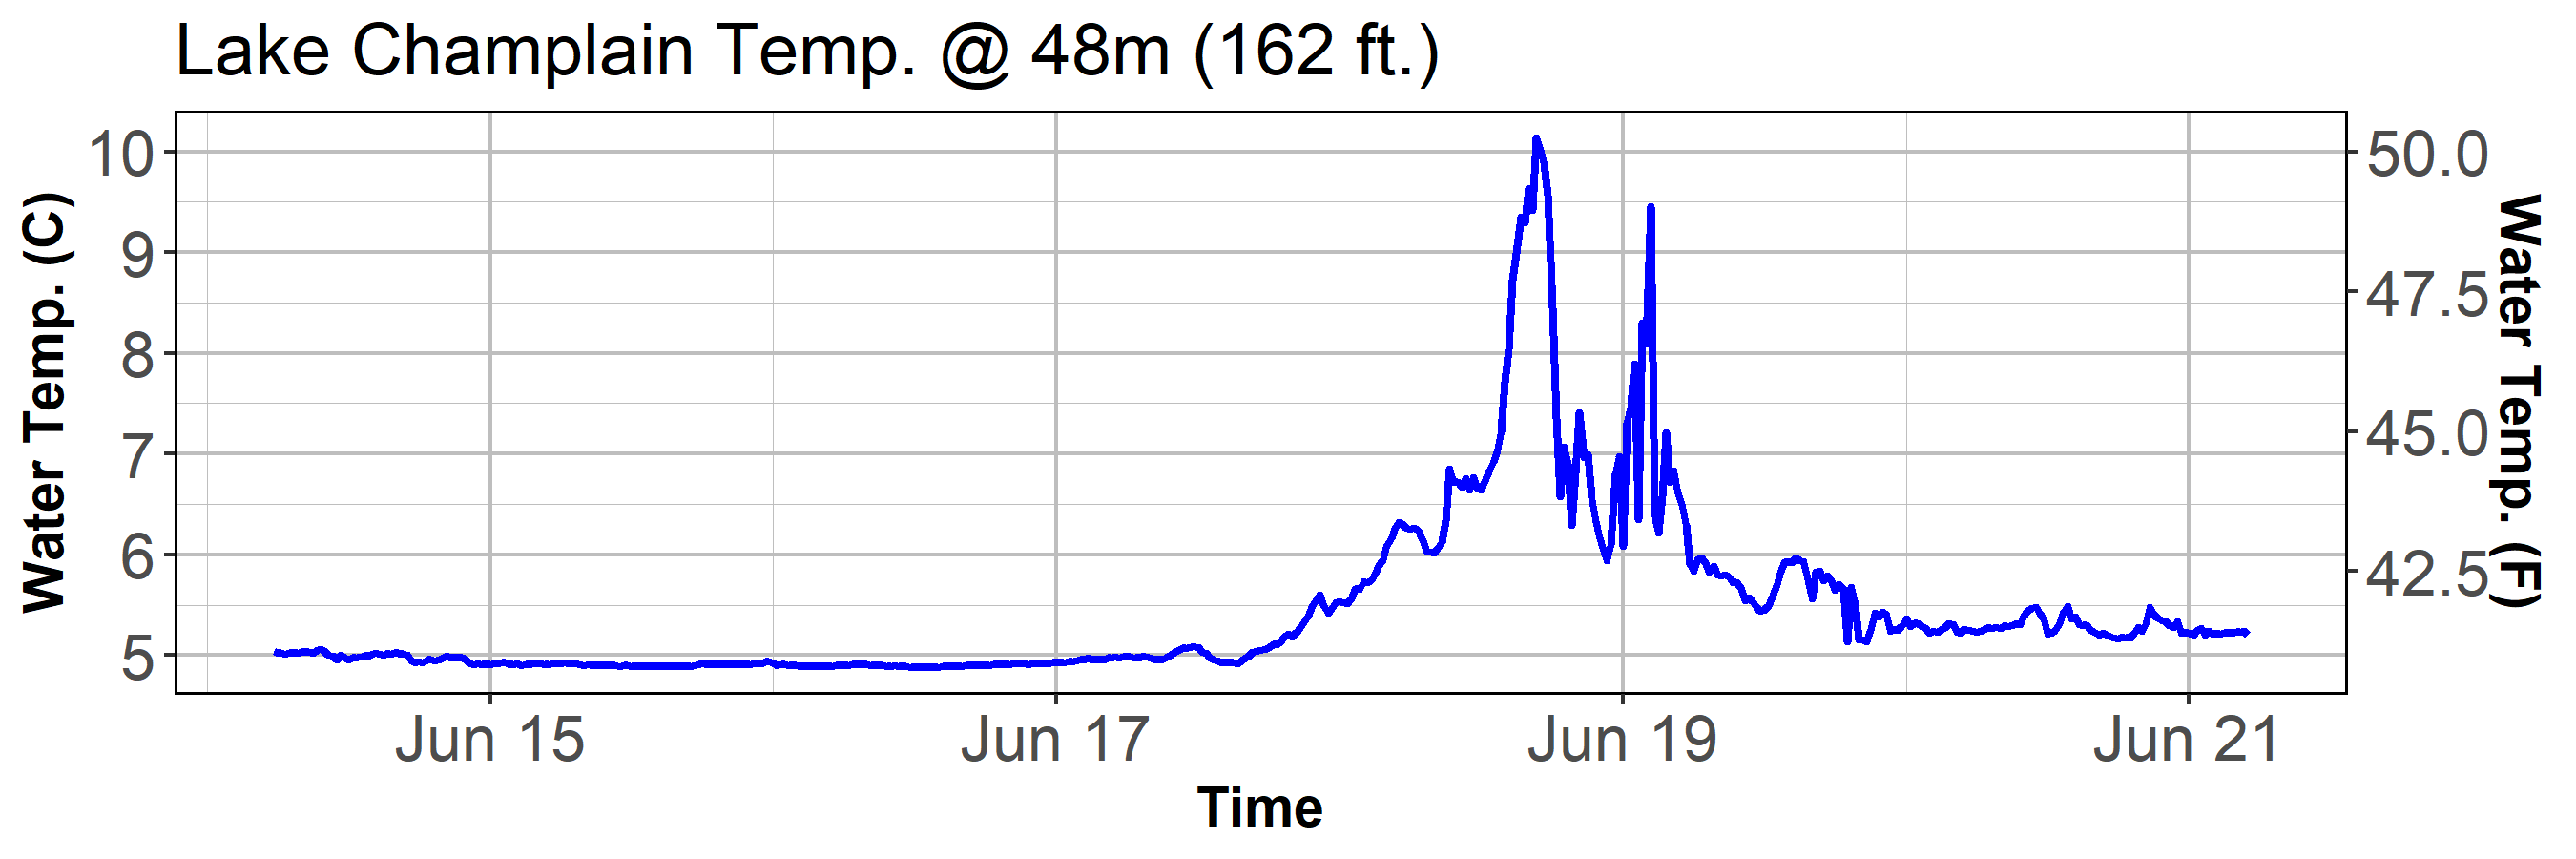 Lake Champlain Temp. @ 48m (162 ft.)
Water Temp. (C)
10
9
8
7
6
5
50.0
47.5
45.0
42.5
Water Temp. (F)
Jun 15
Jun 17
Jun 19
Jun 21
Time